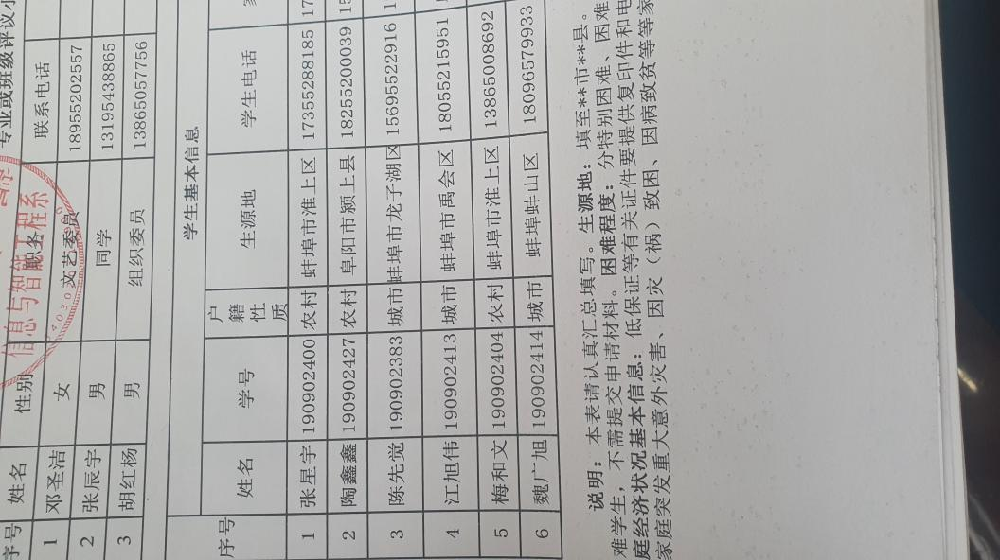 专业或班级评议小
序号 姓名 性别 职务 联系电话
1 邓圣洁 女 文艺委员 18955202557
2 张辰宇 男 同学 13195438865
3 胡红杨 男 组织委员 13865057756
信息与智能工程系
学生基本信息
序号 姓名 学号 户籍性质 生源地 学生电话
1 张星宇 190902400 农村 蚌埠市淮上区 17355288185 17
2 陶鑫鑫 190902427 农村 阜阳市颍上县 18255200039
3 陈先觉 190902383 城市 蚌埠市龙子湖区 15695522916
4 江旭伟 190902413 城市 蚌埠市禹会区 18055215951
5 梅和文 190902404 农村 蚌埠市淮上区 13865008692
6 魏广旭 190902414 城市 蚌埠蚌山区 18096579933
说明：本表请认真汇总填写。生源地：填至**市**县。
难学生，不需提交申请材料。困难程度：分特别困难、困难
庭经济状况基本信息：低保证等有关证件要提供复印件和电
家庭突发重大意外灾害、因灾（祸）致困、因病致贫等等家